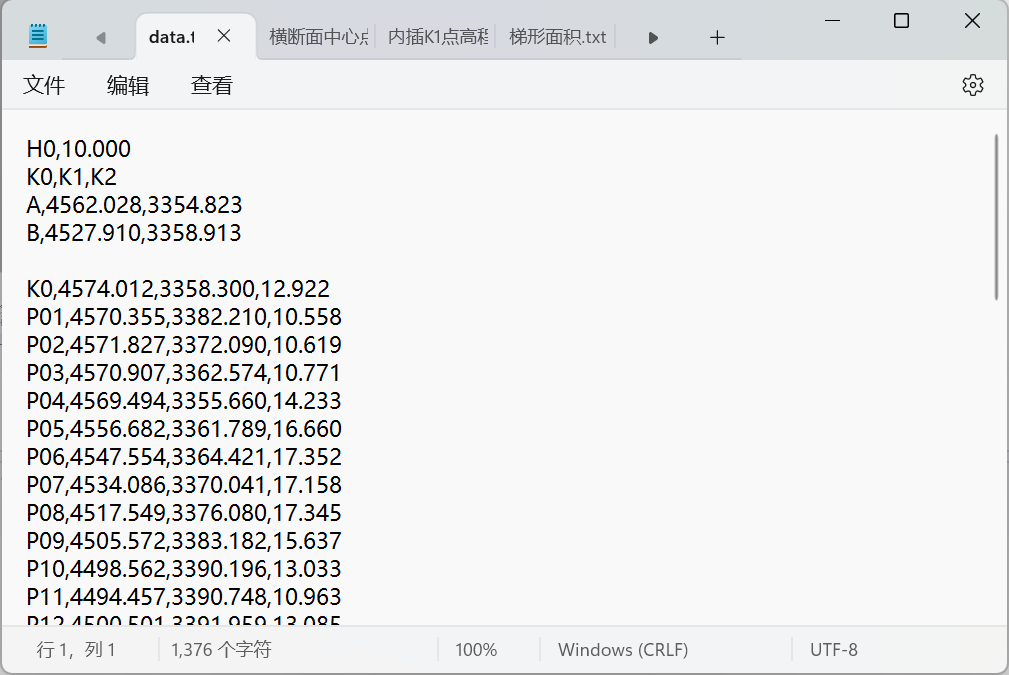 data.t
横断面中心点
内插K1点高程
梯形面积.txt
文件
编辑
查看
H0,10.000
K0,K1,K2
A,4562.028,3354.823
B,4527.910,3358.913
K0,4574.012,3358.300,12.922
P01,4570.355,3382.210,10.558
P02,4571.827,3372.090,10.619
P03,4570.907,3362.574,10.771
P04,4569.494,3355.660,14.233
P05,4556.682,3361.789,16.660
P06,4547.554,3364.421,17.352
P07,4534.086,3370.041,17.158
P08,4517.549,3376.080,17.345
P09,4505.572,3383.182,15.637
P10,4498.562,3390.196,13.033
P11,4494.457,3390.748,10.963
P12,4500.501,3391.959,13.085
行 1，列 1
1,376 个字符
100%
Windows (CRLF)
UTF-8